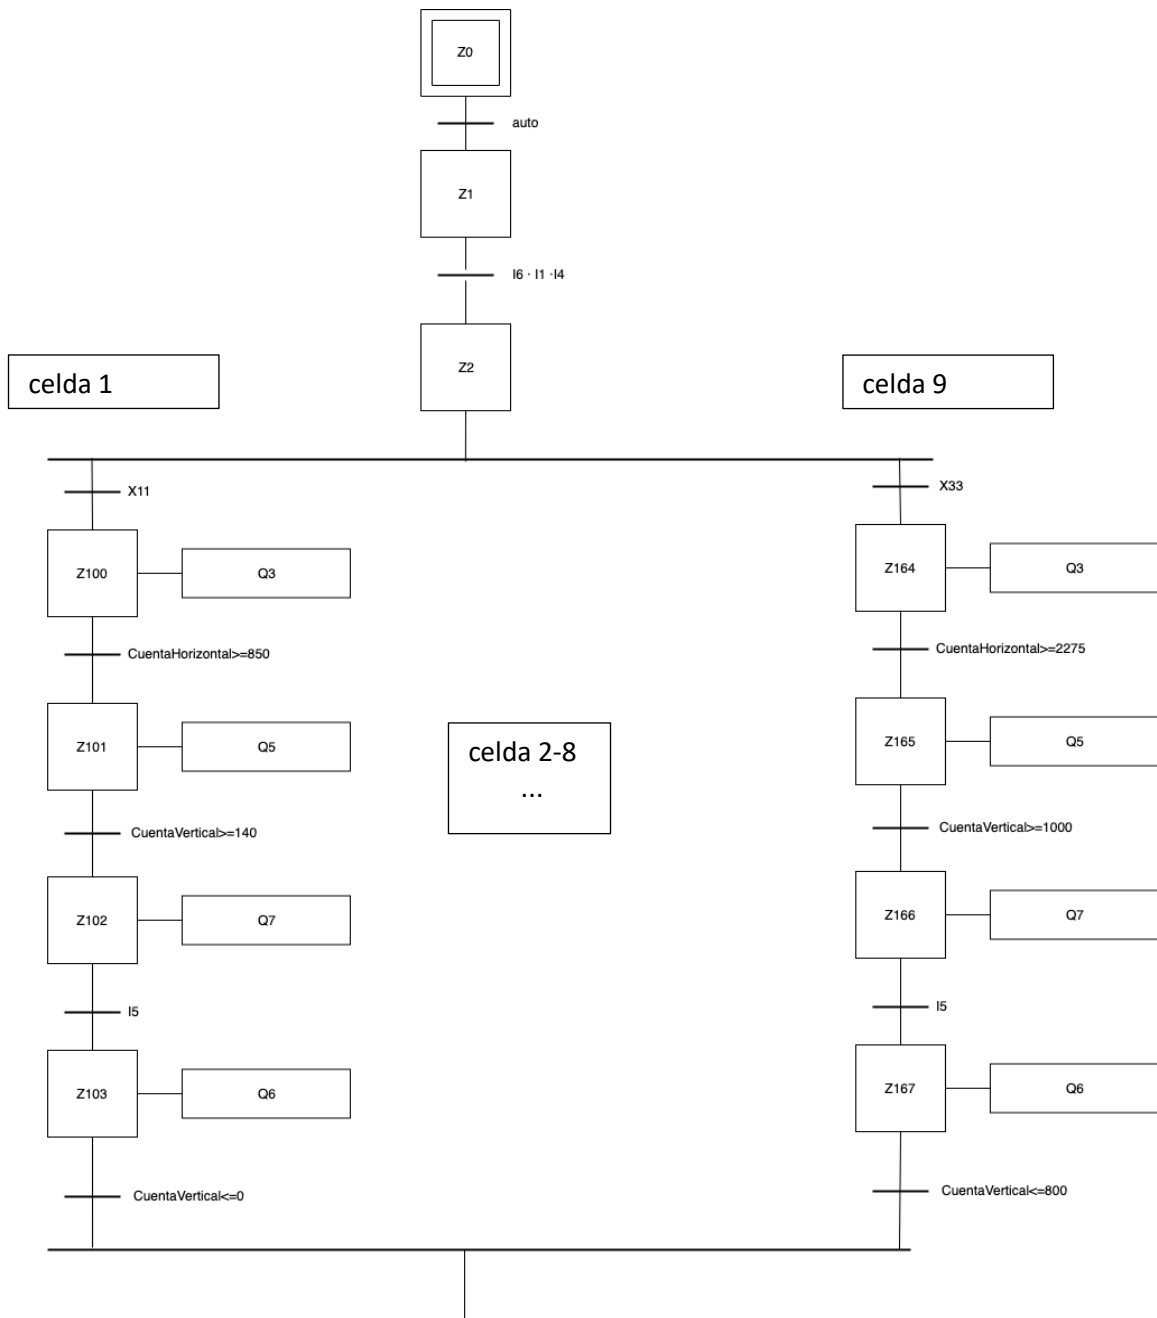 Z0
auto
Z1
I6 · I1 ·I4
Z2
celda 1
celda 9
X11
X33
Z100
Q3
Z164
Q3
CuentaHorizontal>=850
CuentaHorizontal>=2275
Z101
Q5
celda 2-8
...
Z165
Q5
CuentaVertical>=140
CuentaVertical>=1000
Z102
Q7
Z166
Q7
I5
I5
Z103
Q6
Z167
Q6
CuentaVertical<=0
CuentaVertical<=800